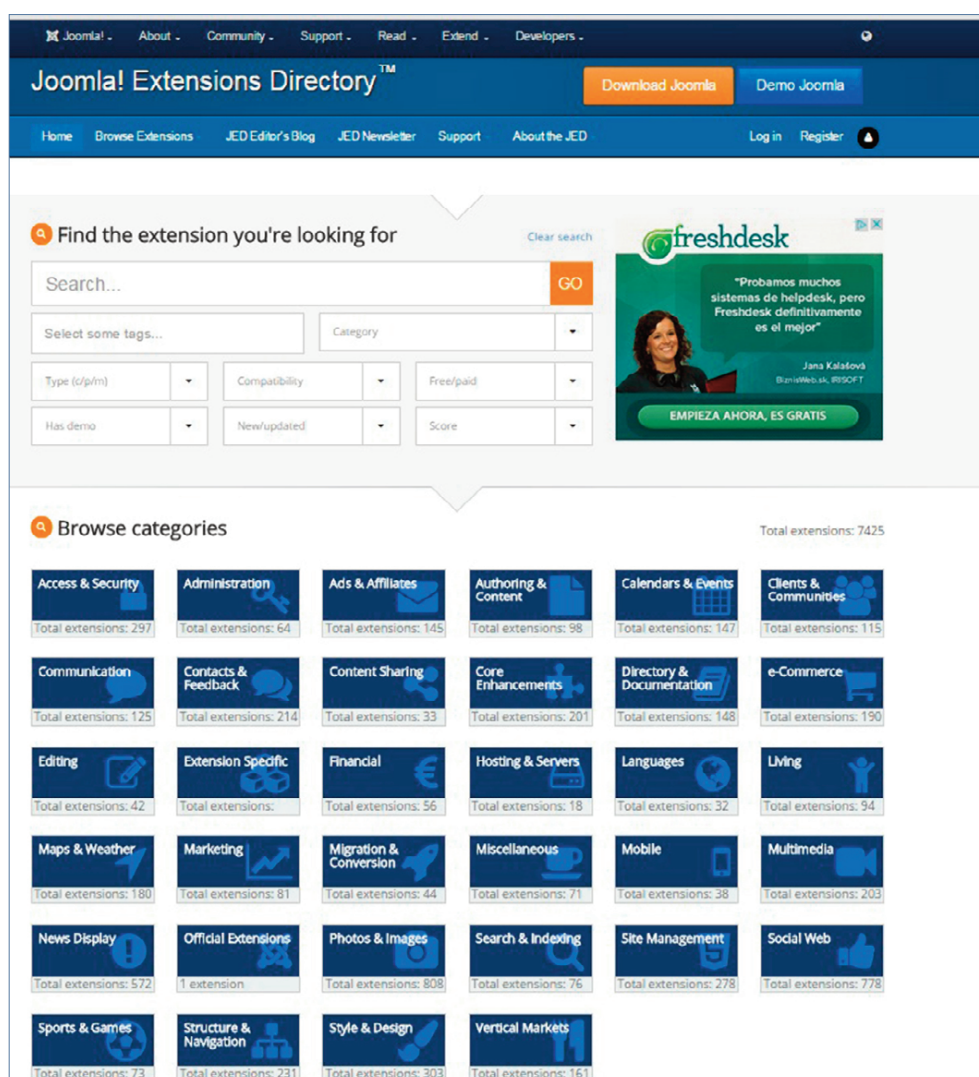 Joomla! About Community Support Read Extend Developers
Joomla! Extensions Directory™
Download Joomla Demo Joomla
Home Browse Extensions JED Editor's Blog JED Newsletter Support About the JED Log in Register
Find the extension you're looking for
Clear search
Search... GO
Select some tags... Category
Type (c/p/m) Compatibility Free/paid
Has demo New/updated Score
freshdesk
"Probamos muchos
sistemas de helpdesk, pero
Freshdesk definitivamente
es el mejor"
Jana Kalašová
BiznisWeb.sk, IRISOFT
EMPIEZA AHORA, ES GRATIS
Browse categories
Total extensions: 7425
Access & Security
Total extensions: 297
Administration
Total extensions: 64
Ads & Affiliates
Total extensions: 145
Authoring &
Content
Total extensions: 98
Calendars & Events
Total extensions: 147
Clients &
Communities
Total extensions: 115
Communication
Total extensions: 125
Contacts &
Feedback
Total extensions: 214
Content Sharing
Total extensions: 33
Core
Enhancements
Total extensions: 201
Directory &
Documentation
Total extensions: 148
e-Commerce
Total extensions: 190
Editing
Total extensions: 42
Extension Specific
Total extensions:
Financial
Total extensions: 56
Hosting & Servers
Total extensions: 18
Languages
Total extensions: 32
Living
Total extensions: 94
Maps & Weather
Total extensions: 180
Marketing
Total extensions: 81
Migration &
Conversion
Total extensions: 44
Miscellaneous
Total extensions: 71
Mobile
Total extensions: 38
Multimedia
Total extensions: 203
News Display
Total extensions: 572
Official Extensions
1 extension
Photos & Images
Total extensions: 808
Search & Indexing
Total extensions: 76
Site Management
Total extensions: 278
Social Web
Total extensions: 778
Sports & Games
Total extensions: 73
Structure &
Navigation
Total extensions: 231
Style & Design
Total extensions: 303
Vertical Markets
Total extensions: 161